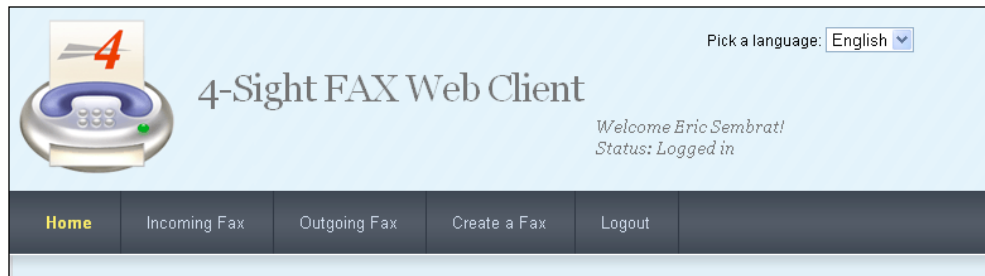 4
Pick a language: English
4-Sight FAX Web Client
Welcome Eric Sembrat!
Status: Logged in
Home Incoming Fax Outgoing Fax Create a Fax Logout